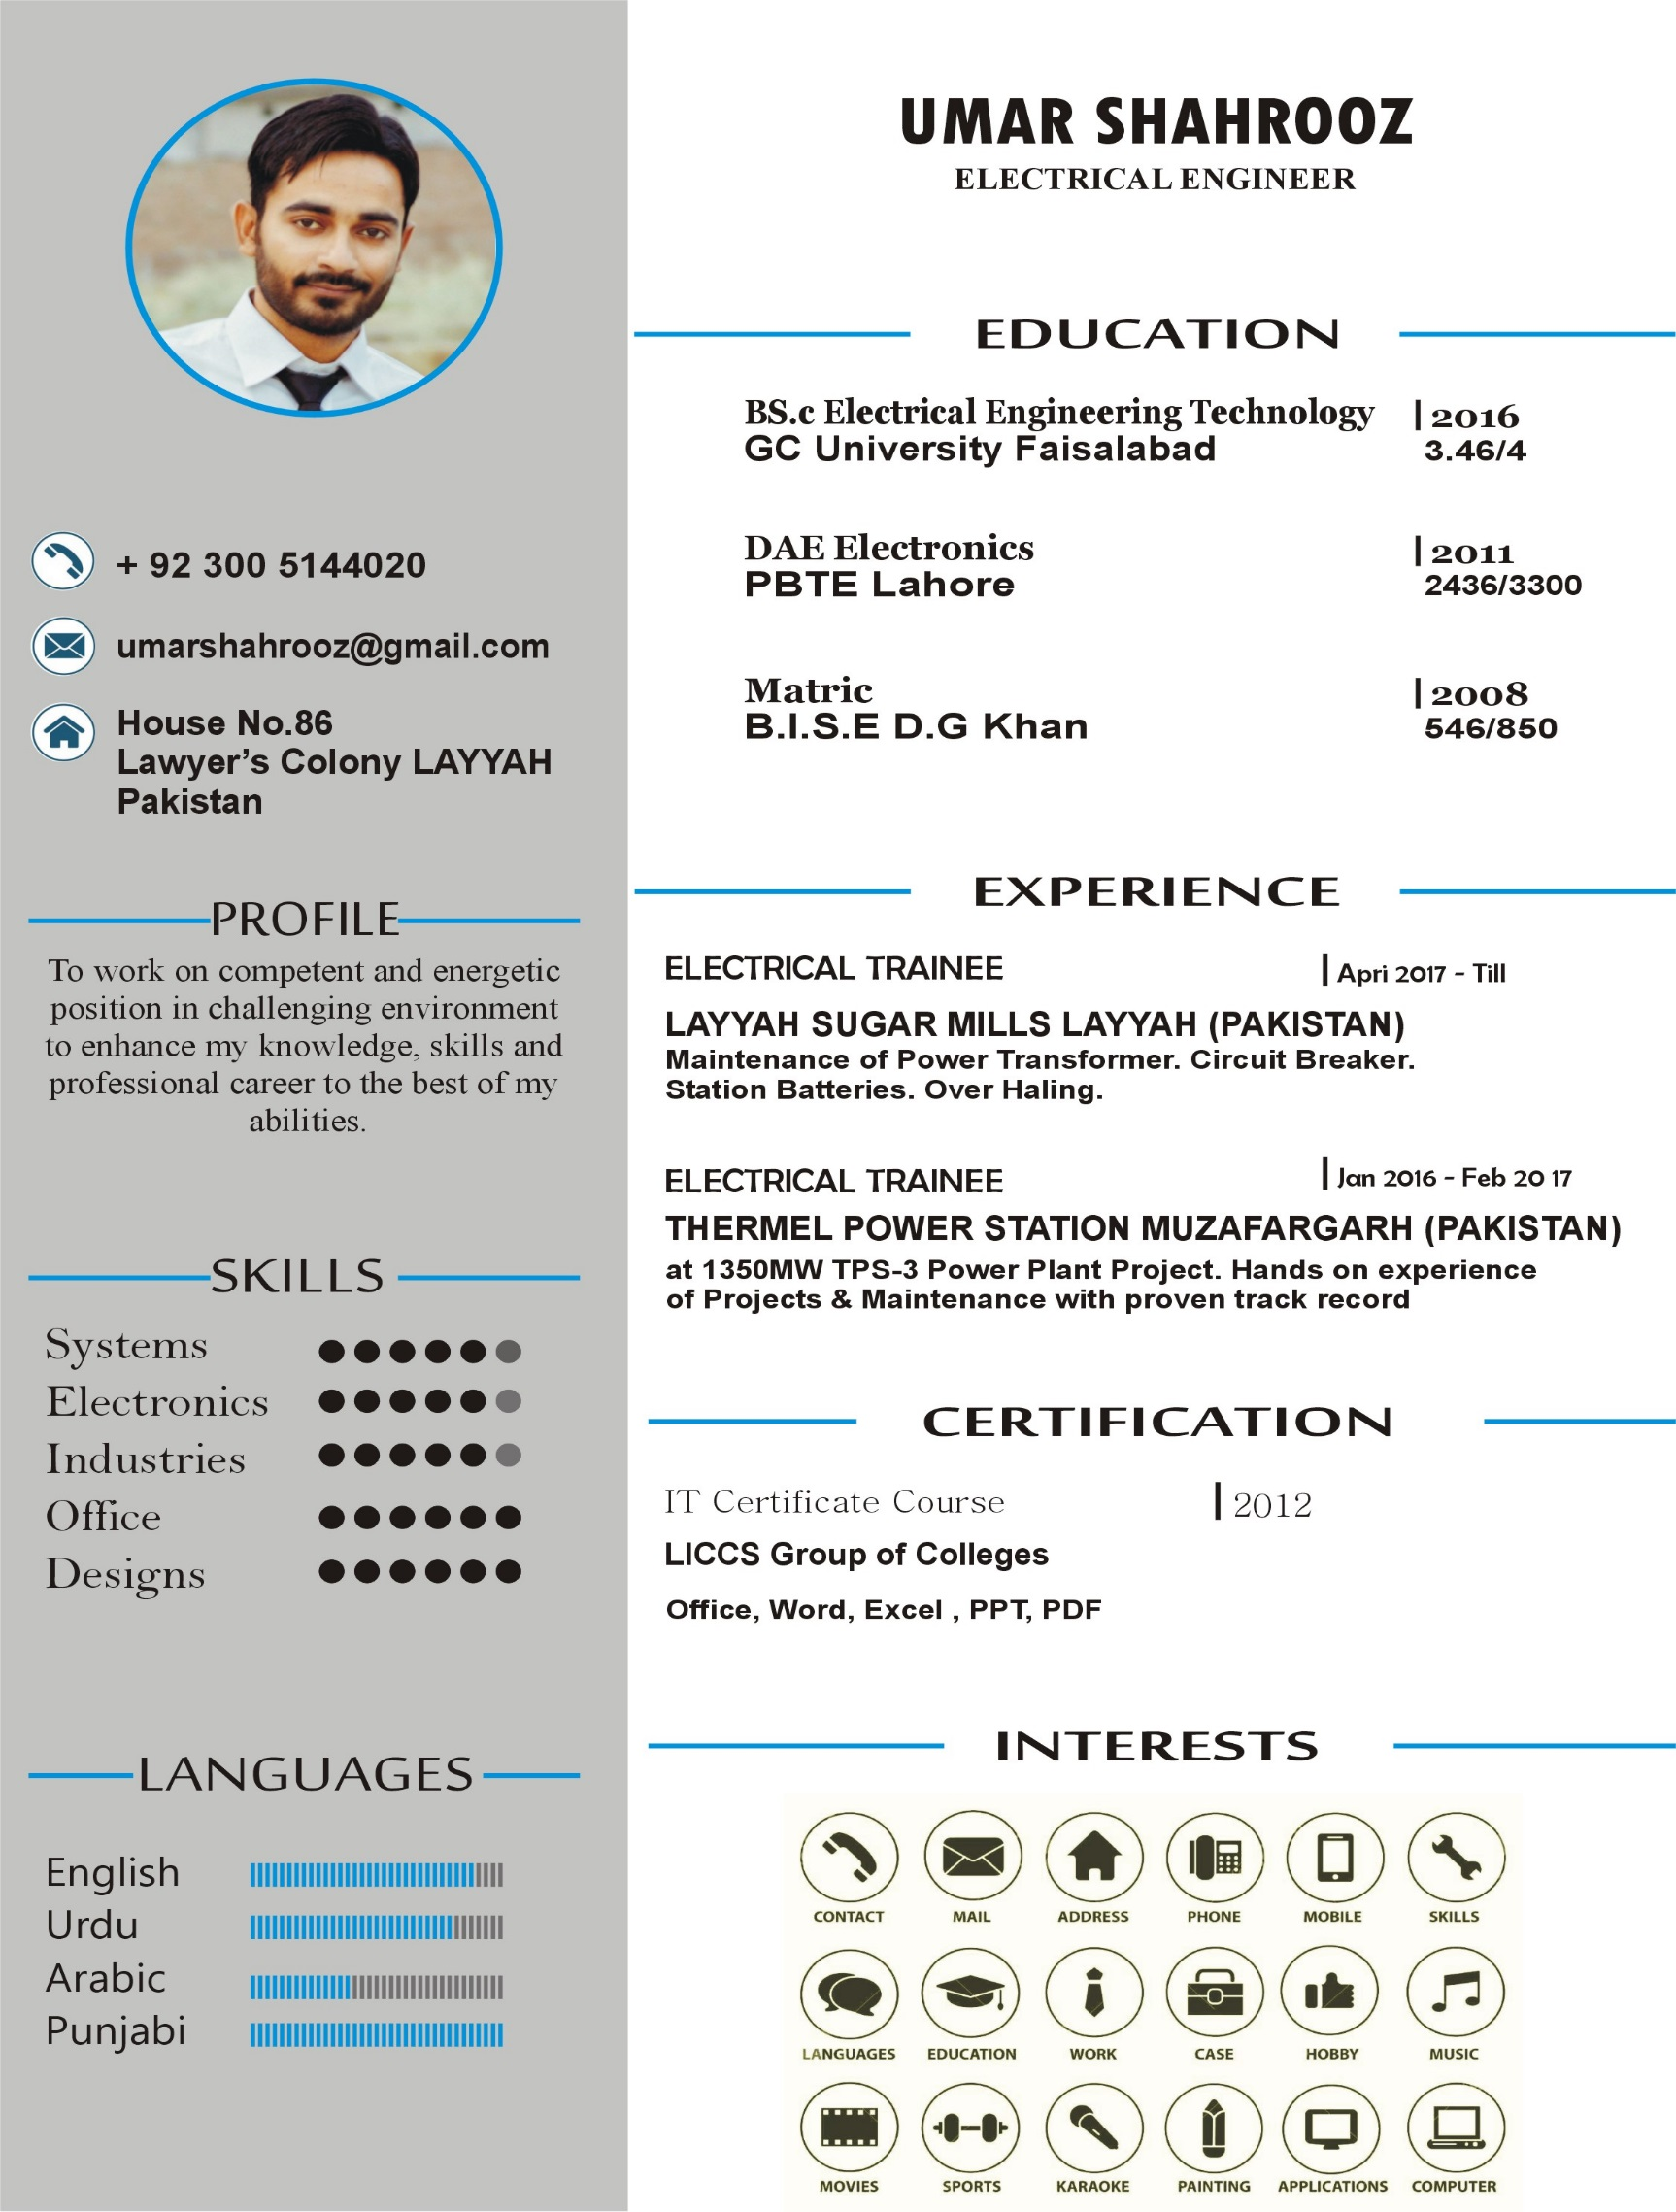 UMAR SHAHROOZ
ELECTRICAL ENGINEER
+ 92 300 5144020
umarshahrooz@gmail.com
House No.86
Lawyer's Colony LAYYAH
Pakistan
PROFILE
To work on competent and energetic
position in challenging environment
to enhance my knowledge, skills and
professional career to the best of my
abilities.
SKILLS
Systems
Electronics
Industries
Office
Designs
LANGUAGES
English
Urdu
Arabic
Punjabi
EDUCATION
BS.c Electrical Engineering Technology | 2016
GC University Faisalabad 3.46/4
DAE Electronics | 2011
PBTE Lahore 2436/3300
Matric | 2008
B.I.S.E D.G Khan 546/850
EXPERIENCE
ELECTRICAL TRAINEE | Apri 2017 - Till
LAYYAH SUGAR MILLS LAYYAH (PAKISTAN)
Maintenance of Power Transformer. Circuit Breaker.
Station Batteries. Over Haling.
ELECTRICAL TRAINEE | Jan 2016 - Feb 20 17
THERMEL POWER STATION MUZAFARGARH (PAKISTAN)
at 1350MW TPS-3 Power Plant Project. Hands on experience
of Projects & Maintenance with proven track record
CERTIFICATION
IT Certificate Course | 2012
LICCS Group of Colleges
Office, Word, Excel , PPT, PDF
INTERESTS
CONTACT MAIL ADDRESS PHONE MOBILE SKILLS
LANGUAGES EDUCATION WORK CASE HOBBY MUSIC
MOVIES SPORTS KARAOKE PAINTING APPLICATIONS COMPUTER